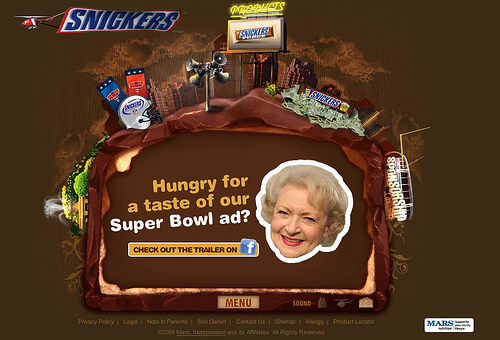 SNICKERS
PRODUCTS
SNICKERS
SNICKERS
SNICKERS
SPONSORSHIP
Hungry for
a taste of our
Super Bowl ad?
CHECK OUT THE TRAILER ON f
MENU
SOUND
Privacy Policy | Legal | Note to Parents | Site Owner | Contact Us | Sitemap | Allergy | Product Locator
©2009 Mars, Incorporated and its Affiliates. All Rights Reserved
MARS